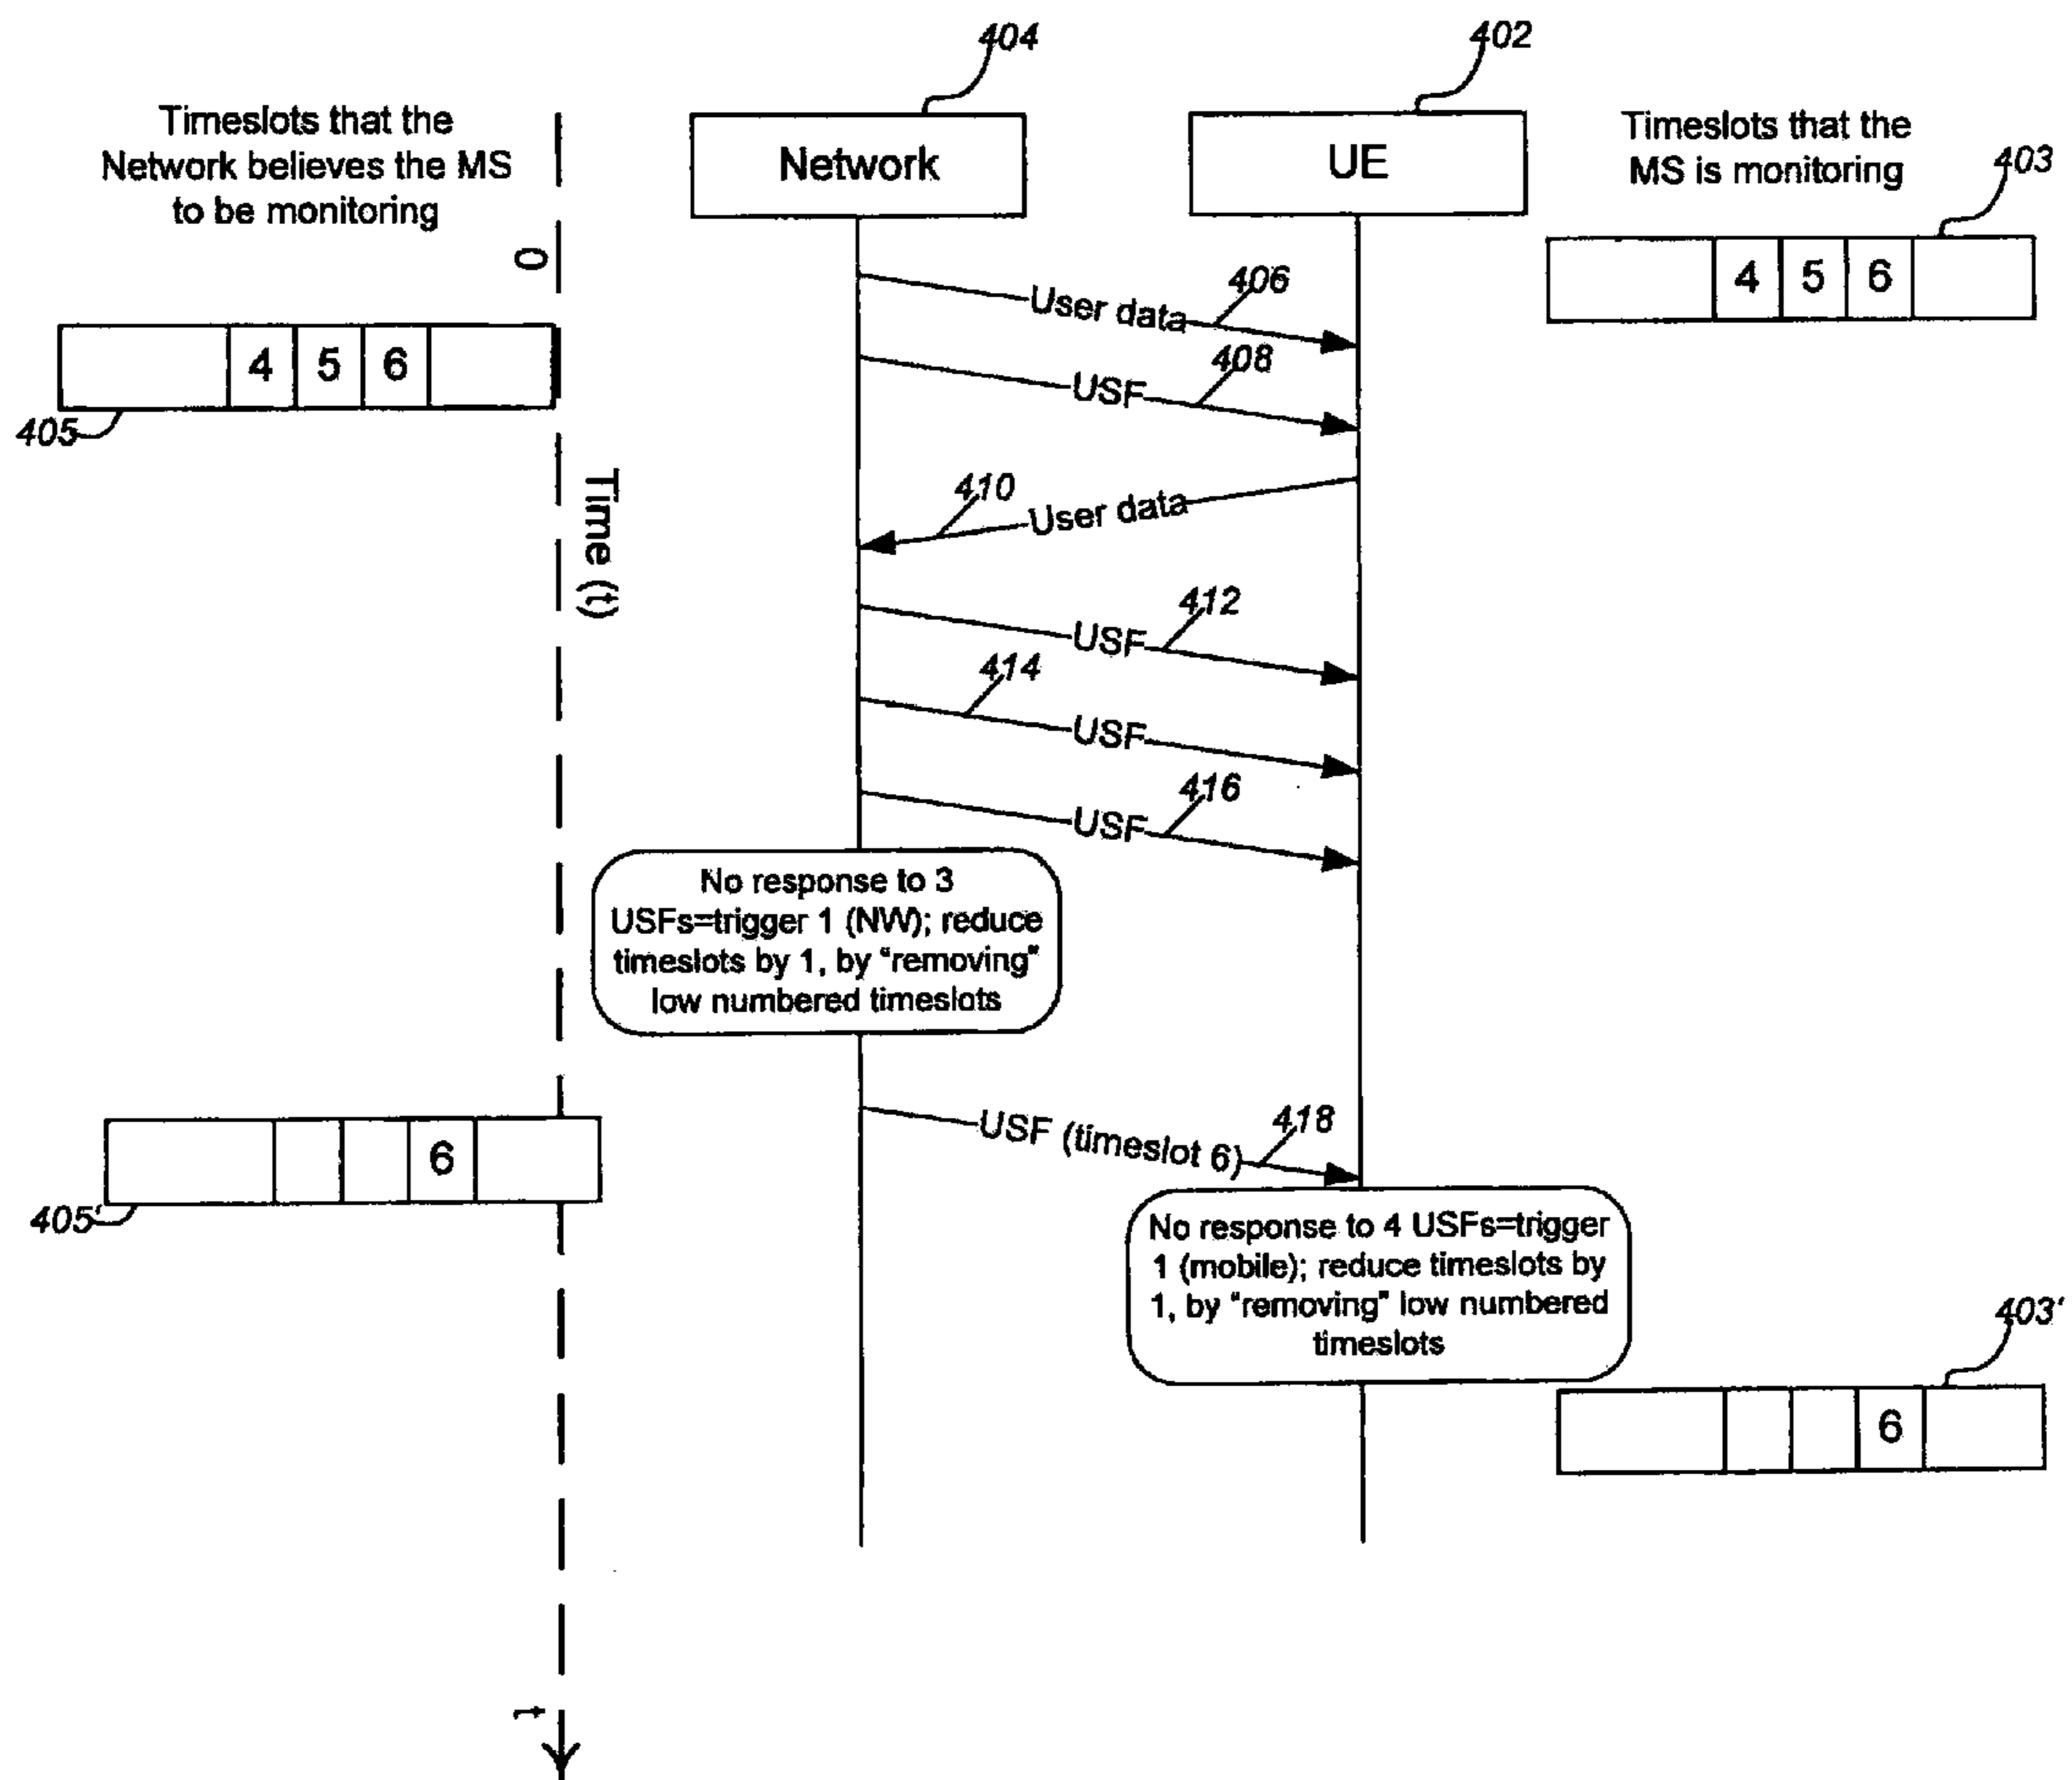 404
402
Timeslots that the
Network believes the MS
to be monitoring
Network
UE
Timeslots that the
MS is monitoring
403
0
4 5 6
406
User data
4 5 6
405
408
USF
Time (t)
410
User data
412
USF
414
USF
416
USF
No response to 3
USFs=trigger 1 (NW); reduce
timeslots by 1, by "removing"
low numbered timeslots
6
405'
USF (timeslot 6)
418
No response to 4 USFs=trigger
1 (mobile); reduce timeslots by
1, by "removing" low numbered
timeslots
403'
6
t